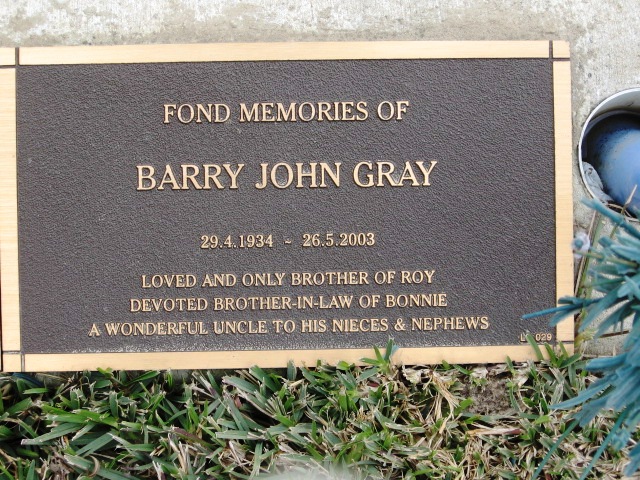 FOND MEMORIES OF
BARRY JOHN GRAY
29.4.1934 - 26.5.2003
LOVED AND ONLY BROTHER OF ROY
DEVOTED BROTHER-IN-LAW OF BONNIE
A WONDERFUL UNCLE TO HIS NIECES & NEPHEWS
029